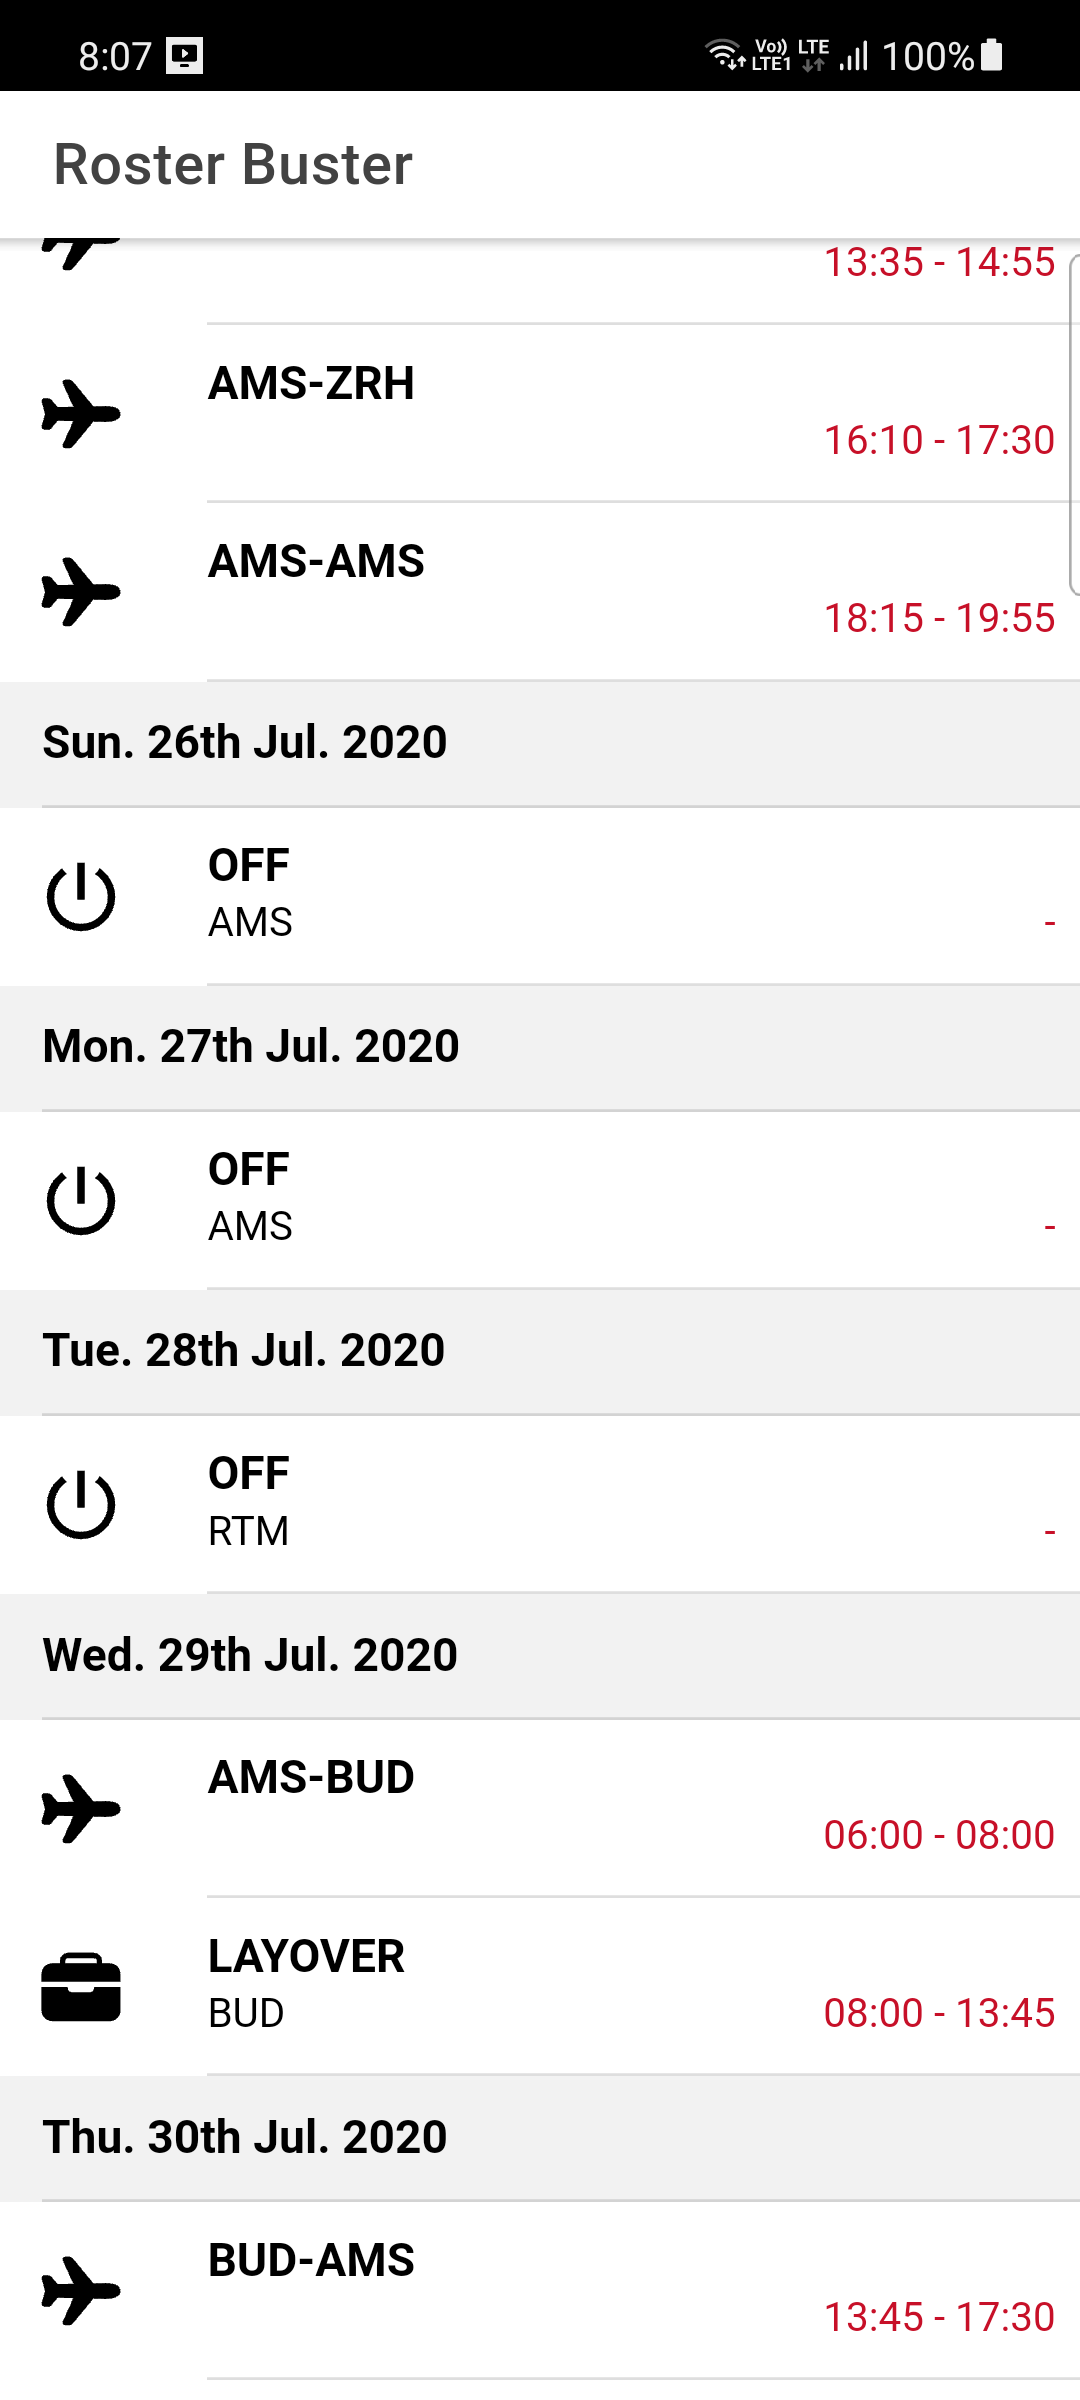 8:07 Vo)) LTE1 LTE 100%
Roster Buster
13:35 - 14:55
AMS-ZRH
16:10 - 17:30
AMS-AMS
18:15 - 19:55
Sun. 26th Jul. 2020
OFF
AMS -
Mon. 27th Jul. 2020
OFF
AMS -
Tue. 28th Jul. 2020
OFF
RTM -
Wed. 29th Jul. 2020
AMS-BUD
06:00 - 08:00
LAYOVER
BUD 08:00 - 13:45
Thu. 30th Jul. 2020
BUD-AMS
13:45 - 17:30